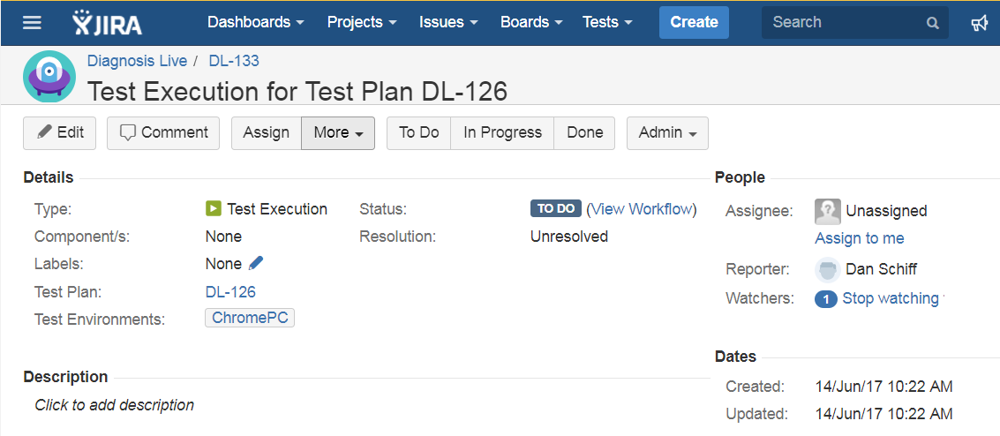 JIRA Dashboards Projects Issues Boards Tests Create Search
Diagnosis Live / DL-133
Test Execution for Test Plan DL-126
Edit Comment Assign More To Do In Progress Done Admin
Details
Type: Test Execution Status: TO DO (View Workflow)
Component/s: None Resolution: Unresolved
Labels: None
Test Plan: DL-126
Test Environments: ChromePC
Description
Click to add description
People
Assignee: Unassigned
Assign to me
Reporter: Dan Schiff
Watchers: 1 Stop watching
Dates
Created: 14/Jun/17 10:22 AM
Updated: 14/Jun/17 10:22 AM